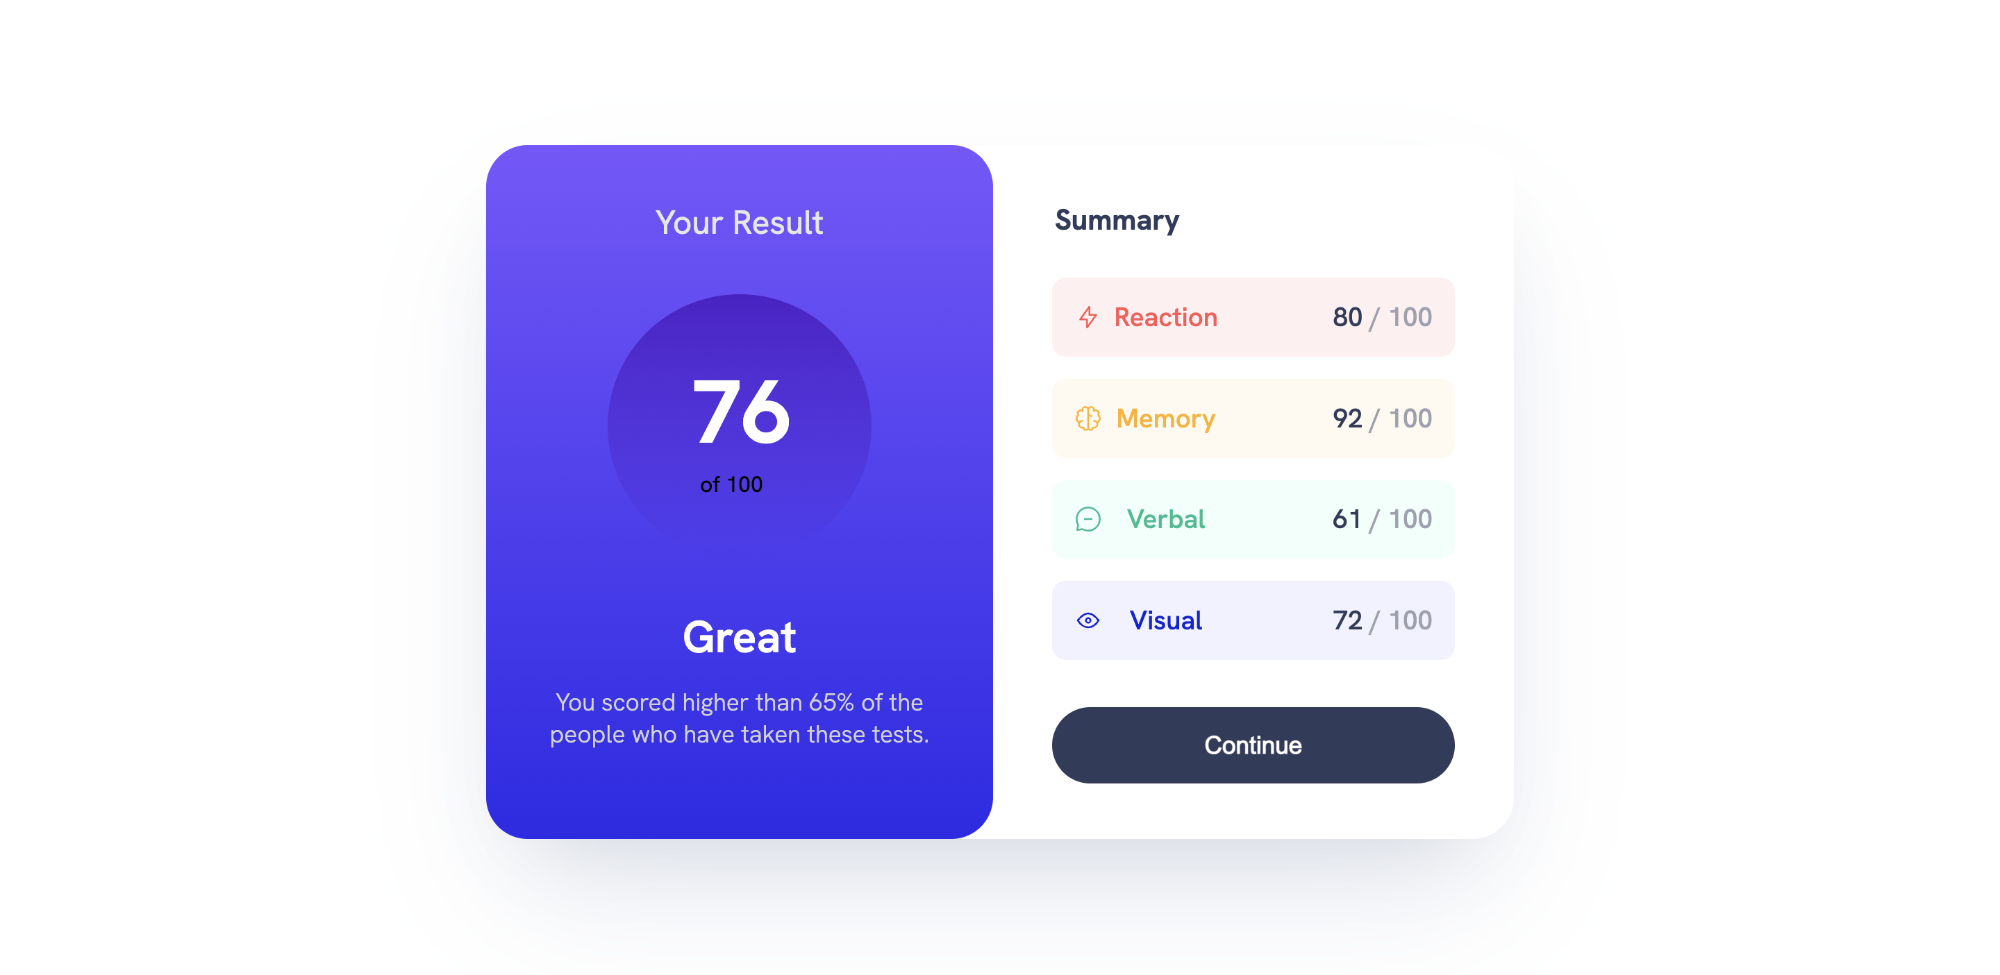 Your Result
76
of 100
Great
You scored higher than 65% of the
people who have taken these tests.
Summary
Reaction 80 / 100
Memory 92 / 100
Verbal 61 / 100
Visual 72 / 100
Continue